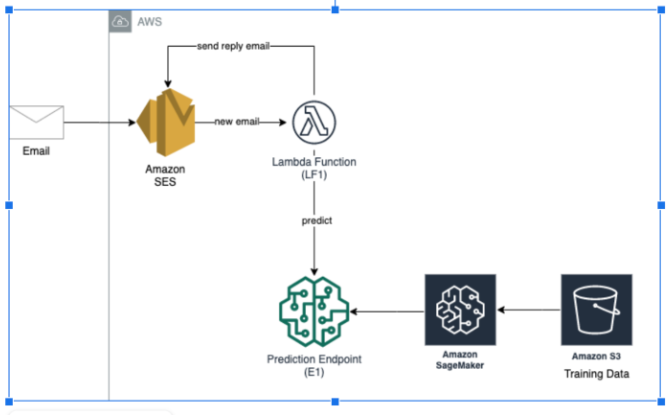 AWS
send reply email
new email
Email
Amazon
SES
Lambda Function
(LF1)
predict
Prediction Endpoint
(E1)
Amazon
SageMaker
Amazon S3
Training Data